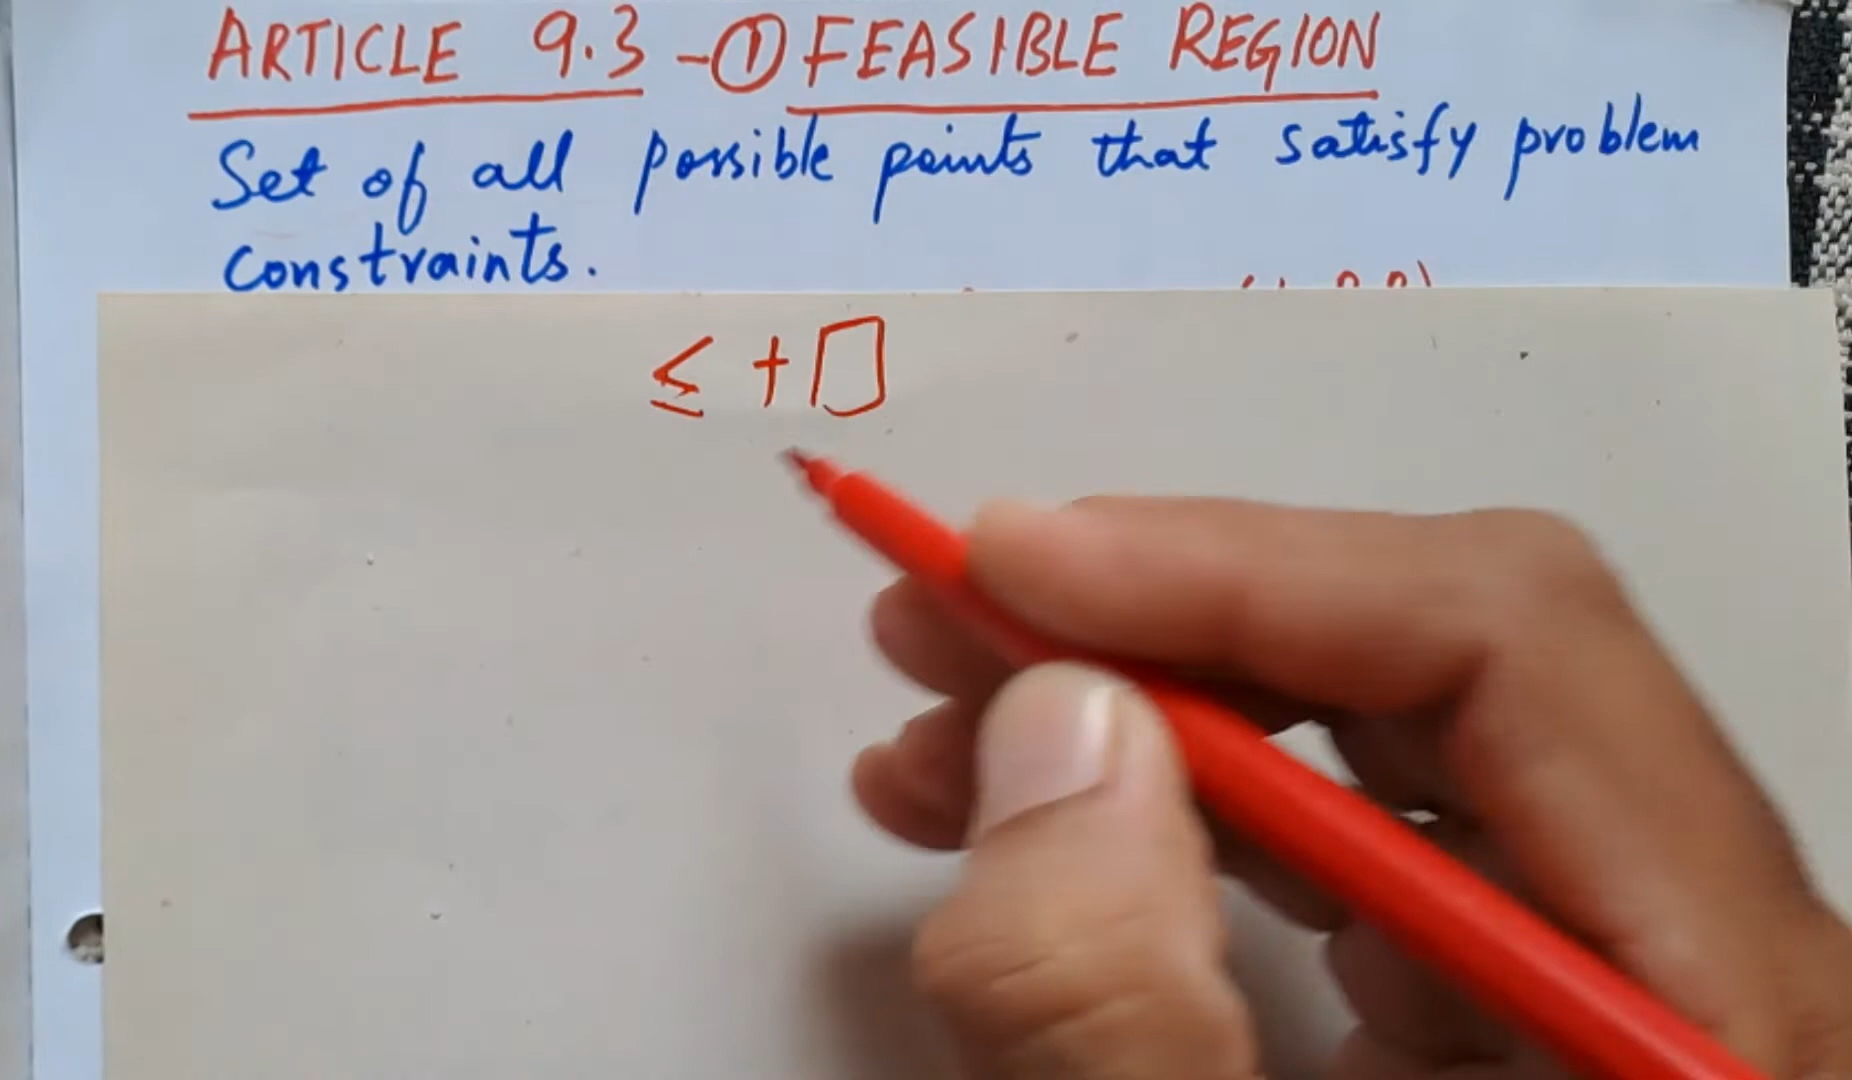 ARTICLE 9.3 - ① FEASIBLE REGION
Set of all possible points that satisfy problem
constraints.
≤ + □